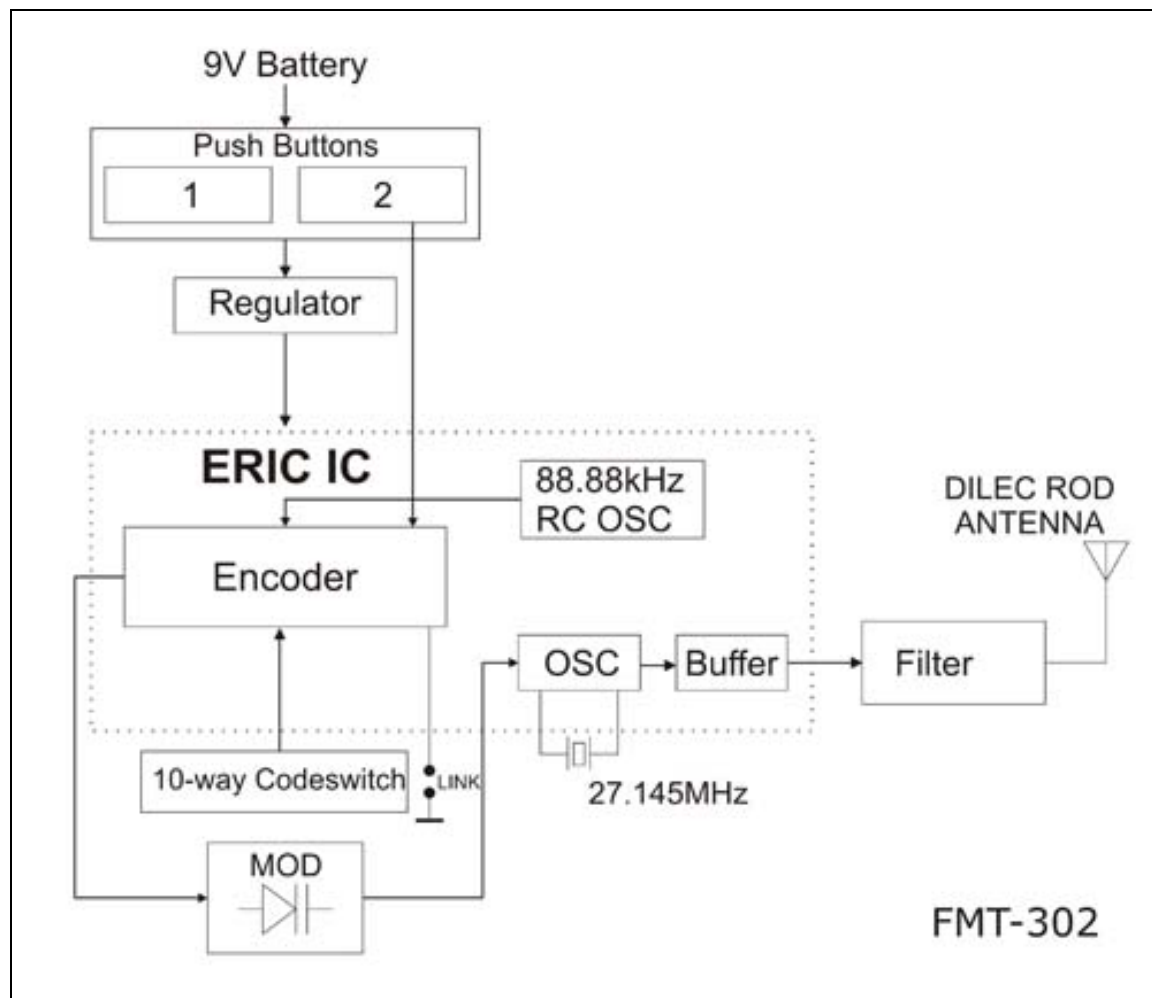 9V Battery
Push Buttons
1
2
Regulator
ERIC IC
88.88kHz
RC OSC
DILEC ROD
ANTENNA
Encoder
OSC
Buffer
Filter
10-way Codeswitch
LINK
27.145MHz
MOD
FMT-302